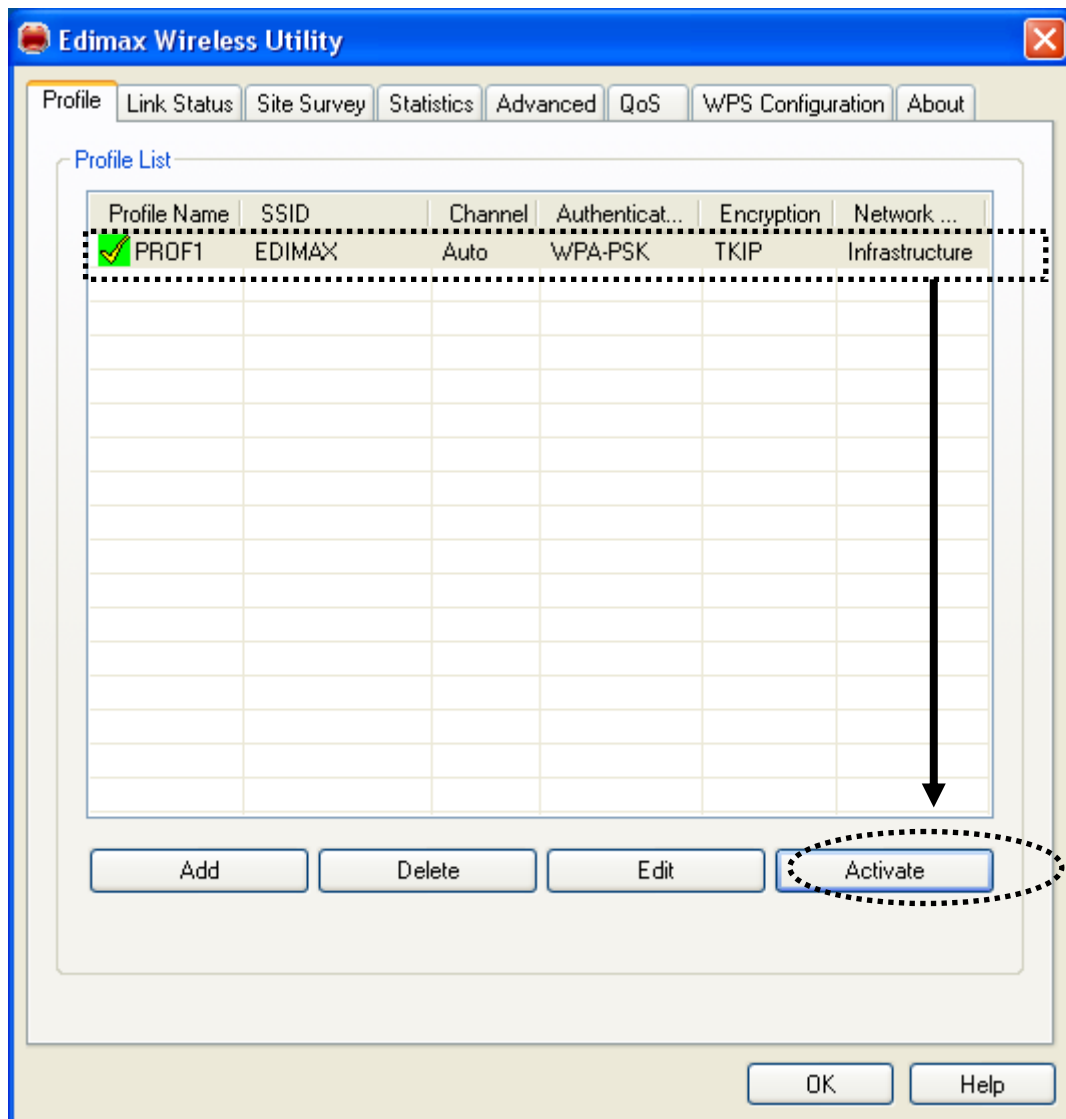 Edimax Wireless Utility
Profile Link Status Site Survey Statistics Advanced QoS WPS Configuration About
Profile List
Profile Name SSID Channel Authenticat... Encryption Network ...
PROF1 EDIMAX Auto WPA-PSK TKIP Infrastructure
Add Delete Edit Activate
OK Help